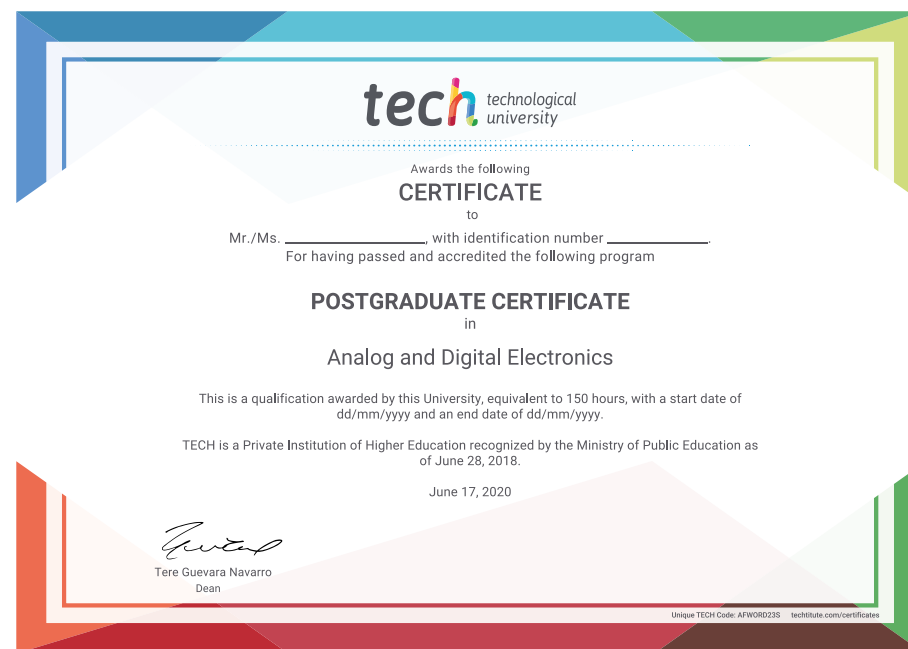 tech technological
university
Awards the following
CERTIFICATE
to
Mr./Ms. ____________________, with identification number ______________.
For having passed and accredited the following program
POSTGRADUATE CERTIFICATE
in
Analog and Digital Electronics
This is a qualification awarded by this University, equivalent to 150 hours, with a start date of
dd/mm/yyyy and an end date of dd/mm/yyyy.
TECH is a Private Institution of Higher Education recognized by the Ministry of Public Education as
of June 28, 2018.
June 17, 2020
Tere Guevara Navarro
Dean
Unique TECH Code: AFWORD23S techtitute.com/certificates